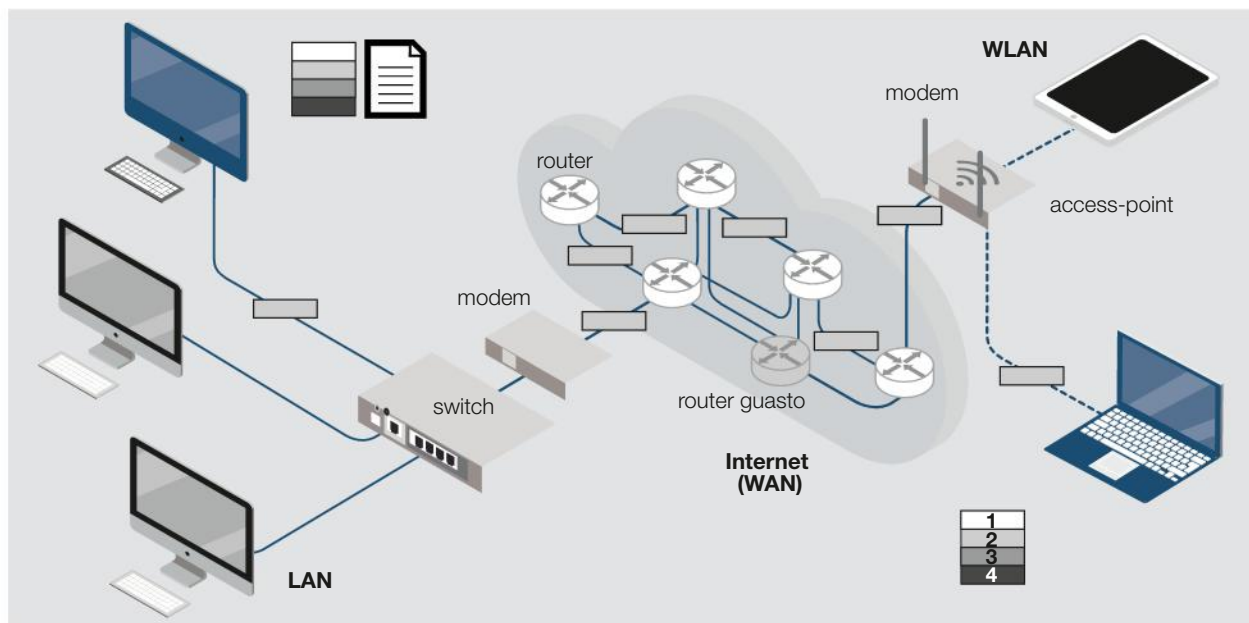 WLAN
modem
router
access-point
modem
switch
router guasto
Internet
(WAN)
LAN
1
2
3
4